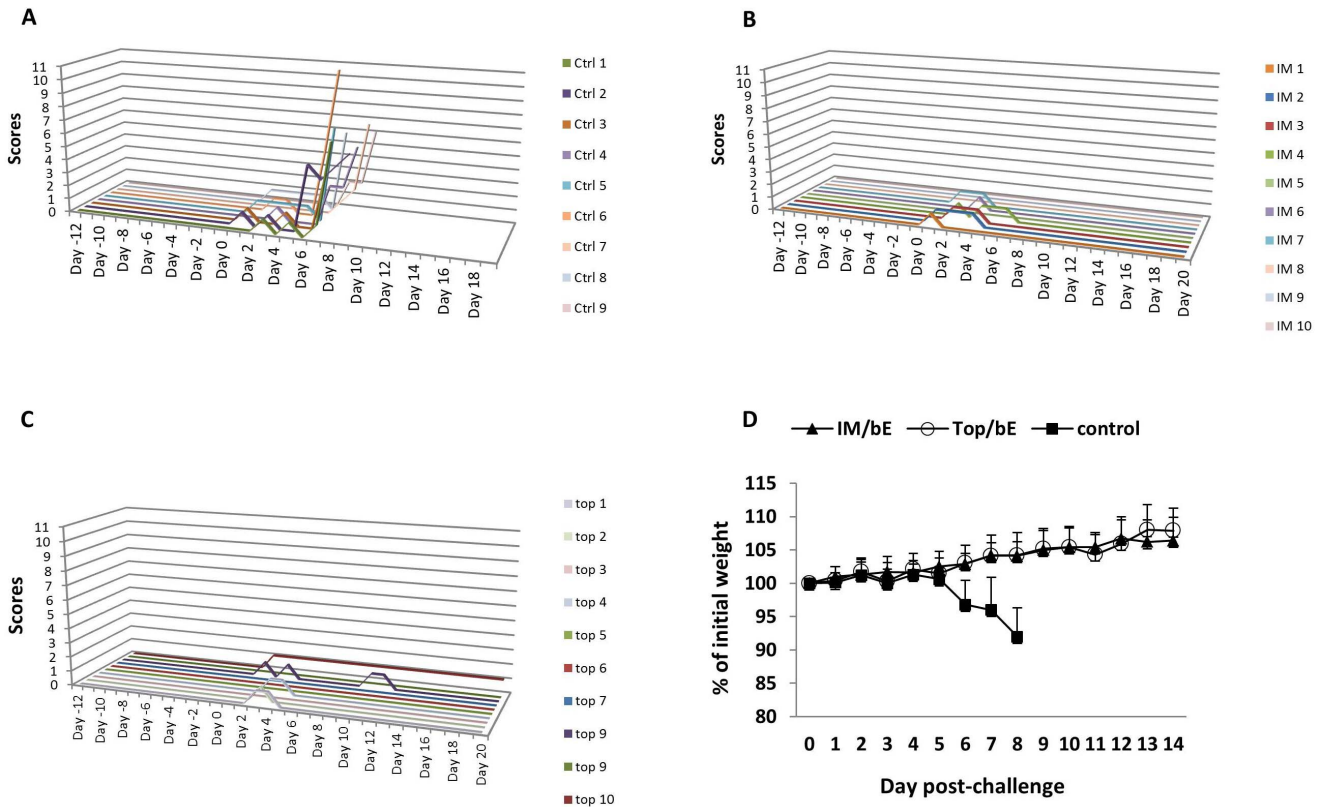 A
Scores
11
10
9
8
7
6
5
4
3
2
1
0
Day -12
Day -10
Day -8
Day -6
Day -4
Day -2
Day 0
Day 2
Day 4
Day 6
Day 8
Day 10
Day 12
Day 14
Day 16
Day 18
Ctrl 1
Ctrl 2
Ctrl 3
Ctrl 4
Ctrl 5
Ctrl 6
Ctrl 7
Ctrl 8
Ctrl 9
B
Scores
11
10
9
8
7
6
5
4
3
2
1
0
Day -12
Day -10
Day -8
Day -6
Day -4
Day -2
Day 0
Day 2
Day 4
Day 6
Day 8
Day 10
Day 12
Day 14
Day 16
Day 18
Day 20
IM 1
IM 2
IM 3
IM 4
IM 5
IM 6
IM 7
IM 8
IM 9
IM 10
C
Scores
11
10
9
8
7
6
5
4
3
2
1
0
Day -12
Day -10
Day -8
Day -6
Day -4
Day -2
Day 0
Day 2
Day 4
Day 6
Day 8
Day 10
Day 12
Day 14
Day 16
Day 18
Day 20
top 1
top 2
top 3
top 4
top 5
top 6
top 7
top 9
top 9
top 10
D
IM/bE Top/bE control
% of initial weight
115
110
105
100
95
90
85
80
0 1 2 3 4 5 6 7 8 9 10 11 12 13 14
Day post-challenge